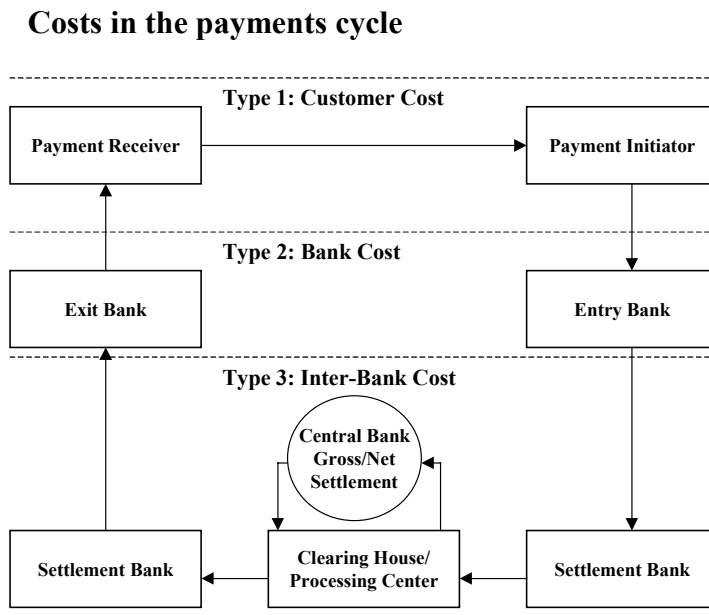 Costs in the payments cycle
Type 1: Customer Cost
Payment Receiver
Payment Initiator
Type 2: Bank Cost
Exit Bank
Entry Bank
Type 3: Inter-Bank Cost
Central Bank
Gross/Net
Settlement
Settlement Bank
Clearing House/
Processing Center
Settlement Bank